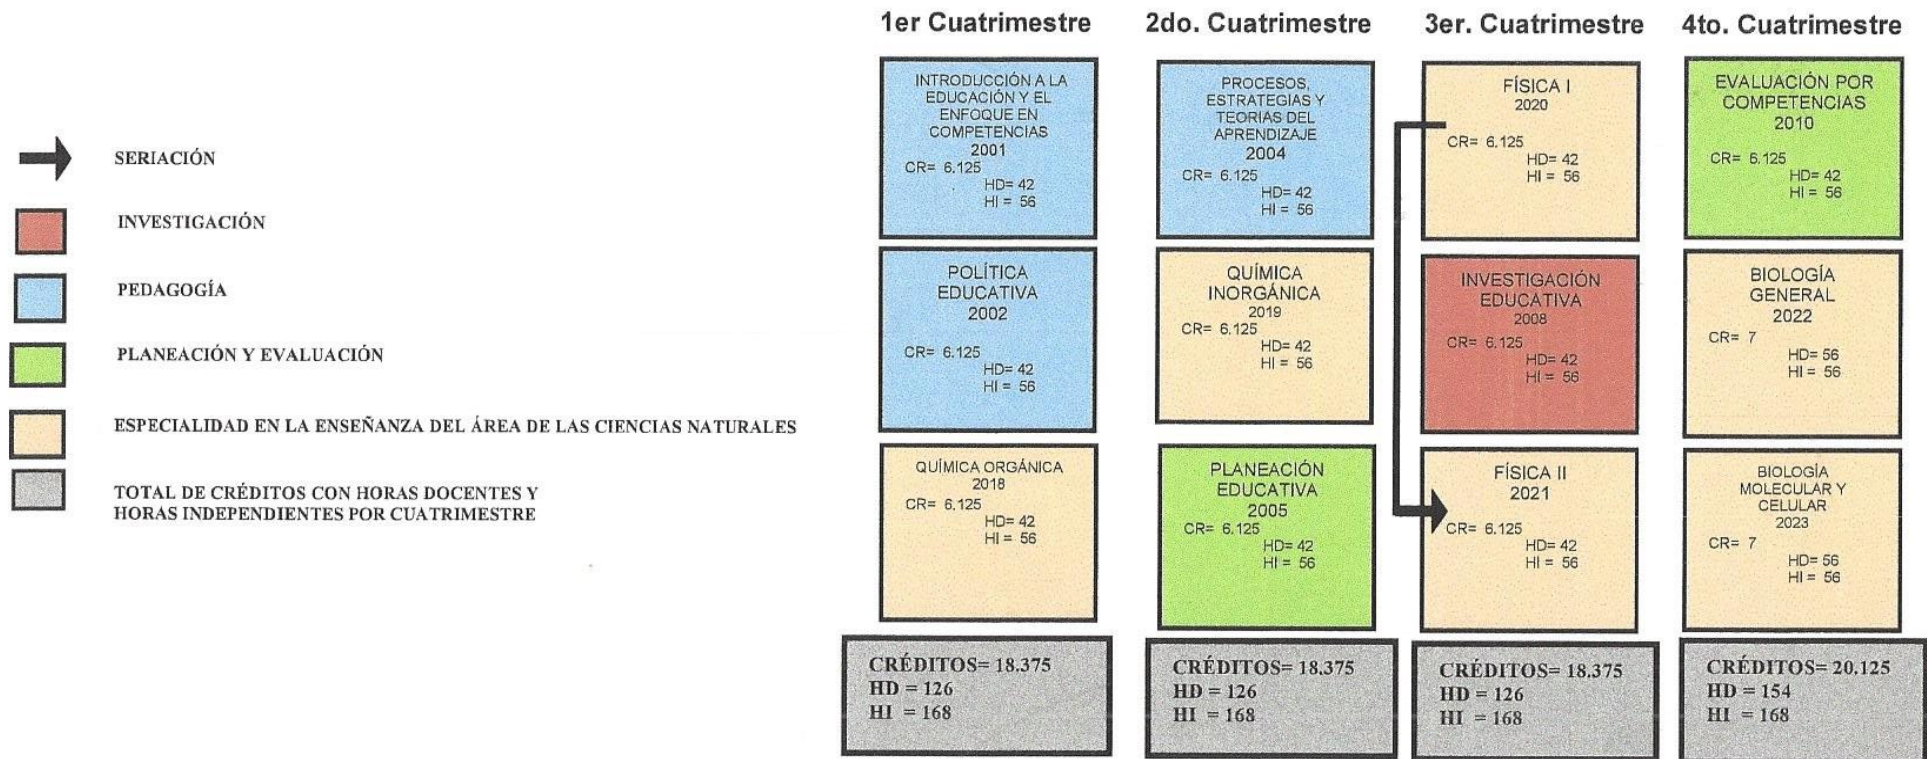 SERIACIÓN
INVESTIGACIÓN
PEDAGOGÍA
PLANEACIÓN Y EVALUACIÓN
ESPECIALIDAD EN LA ENSEÑANZA DEL ÁREA DE LAS CIENCIAS NATURALES
TOTAL DE CRÉDITOS CON HORAS DOCENTES Y
HORAS INDEPENDIENTES POR CUATRIMESTRE
1er Cuatrimestre
INTRODUCCIÓN A LA
EDUCACIÓN Y EL
ENFOQUE EN
COMPETENCIAS
2001
CR= 6.125
HD= 42
HI = 56
POLÍTICA
EDUCATIVA
2002
CR= 6.125
HD= 42
HI = 56
QUÍMICA ORGÁNICA
2018
CR= 6.125
HD= 42
HI = 56
CRÉDITOS= 18.375
HD = 126
HI = 168
2do. Cuatrimestre
PROCESOS,
ESTRATEGIAS Y
TEORÍAS DEL
APRENDIZAJE
2004
CR= 6.125
HD= 42
HI = 56
QUÍMICA
INORGÁNICA
2019
CR= 6.125
HD= 42
HI = 56
PLANEACIÓN
EDUCATIVA
2005
CR= 6.125
HD= 42
HI = 56
CRÉDITOS= 18.375
HD = 126
HI = 168
3er. Cuatrimestre
FÍSICA I
2020
CR= 6.125
HD= 42
HI = 56
INVESTIGACIÓN
EDUCATIVA
2008
CR= 6.125
HD= 42
HI = 56
FÍSICA II
2021
CR= 6.125
HD= 42
HI = 56
CRÉDITOS= 18.375
HD = 126
HI = 168
4to. Cuatrimestre
EVALUACIÓN POR
COMPETENCIAS
2010
CR= 6.125
HD= 42
HI = 56
BIOLOGÍA
GENERAL
2022
CR= 7
HD= 56
HI = 56
BIOLOGÍA
MOLECULAR Y
CELULAR
2023
CR= 7
HD= 56
HI = 56
CRÉDITOS= 20.125
HD = 154
HI = 168